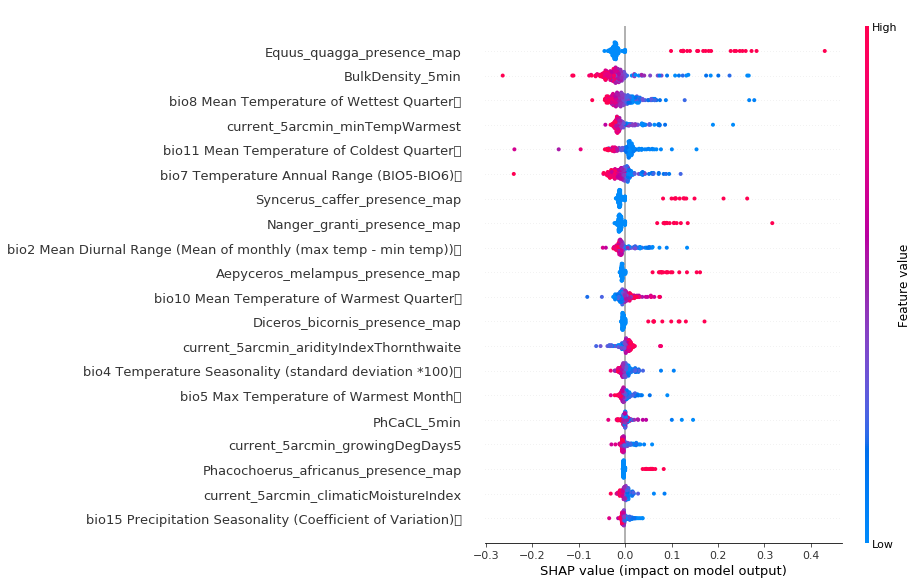 High
Equus_quagga_presence_map
BulkDensity_5min
bio8 Mean Temperature of Wettest Quarter▯
current_5arcmin_minTempWarmest
bio11 Mean Temperature of Coldest Quarter▯
bio7 Temperature Annual Range (BIO5-BIO6)▯
Syncerus_caffer_presence_map
Nanger_granti_presence_map
bio2 Mean Diurnal Range (Mean of monthly (max temp - min temp))▯
Aepyceros_melampus_presence_map
bio10 Mean Temperature of Warmest Quarter▯
Diceros_bicornis_presence_map
current_5arcmin_aridityIndexThornthwaite
bio4 Temperature Seasonality (standard deviation *100)▯
bio5 Max Temperature of Warmest Month▯
PhCaCL_5min
current_5arcmin_growingDegDays5
Phacochoerus_africanus_presence_map
current_5arcmin_climaticMoistureIndex
bio15 Precipitation Seasonality (Coefficient of Variation)▯
Feature value
Low
−0.3 −0.2 −0.1 0.0 0.1 0.2 0.3 0.4
SHAP value (impact on model output)